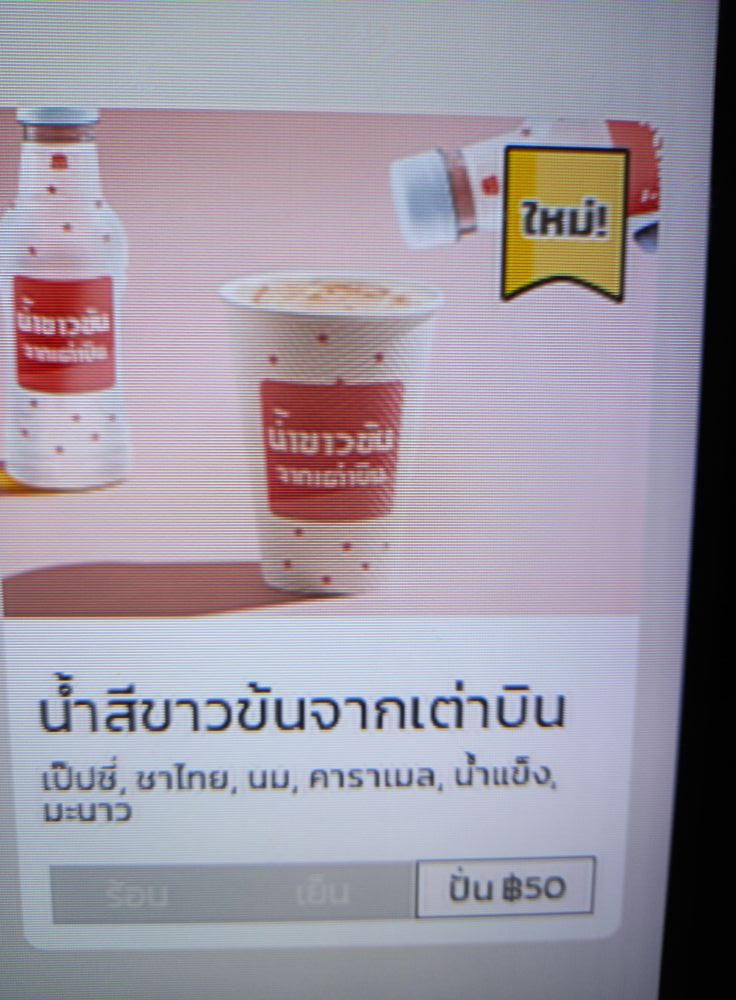 ใหม่!
น้ำขาวข้น
จากเต่าบิน
น้ำขาวข้น
จากเต่าบิน
น้ำสีขาวข้นจากเต่าบิน
เป๊ปซี่, ชาไทย, นม, คาราเมล, น้ำแข็ง,
มะนาว
ร้อน เย็น ปั่น ฿50